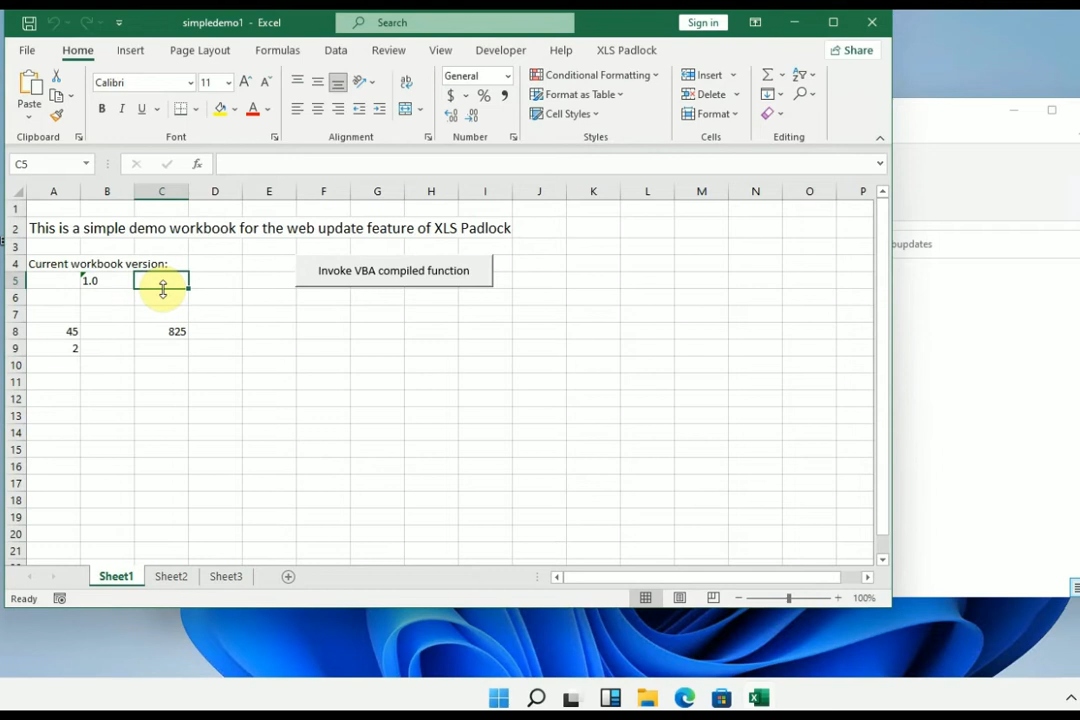 simpledemo1 - Excel
Search
Sign in
File Home Insert Page Layout Formulas Data Review View Developer Help XLS Padlock Share
Paste
Calibri 11
B I U
General
$ % ,
Conditional Formatting
Format as Table
Cell Styles
Insert
Delete
Format
Clipboard Font Alignment Number Styles Cells Editing
C5 fx
A B C D E F G H I J K L M N O P
1
2 This is a simple demo workbook for the web update feature of XLS Padlock
3
4 Current workbook version:
Invoke VBA compiled function
5 1.0
6
7
8 45 825
9 2
10
11
12
13
14
15
16
17
18
19
20
21
Sheet1 Sheet2 Sheet3
Ready
100%